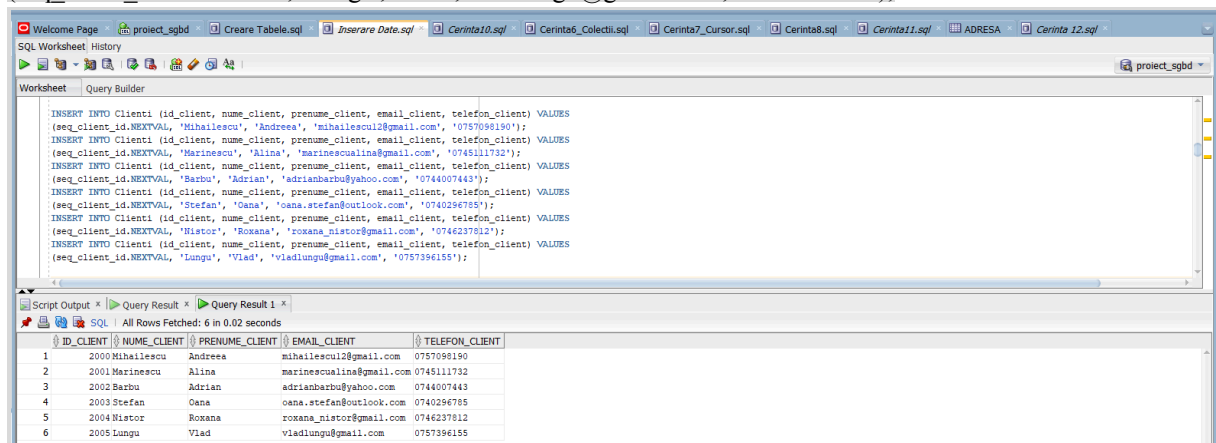 Welcome Page proiect_sgbd Creare Tabele.sql Inserare Date.sql Cerinta10.sql Cerinta6_Colectii.sql Cerinta7_Cursor.sql Cerinta8.sql Cerinta11.sql ADRESA Cerinta 12.sql
SQL Worksheet History
proiect_sgbd
Worksheet Query Builder
INSERT INTO Clienti (id_client, nume_client, prenume_client, email_client, telefon_client) VALUES
(seq_client_id.NEXTVAL, 'Mihailescu', 'Andreea', 'mihailescu12@gmail.com', '0757098190');
INSERT INTO Clienti (id_client, nume_client, prenume_client, email_client, telefon_client) VALUES
(seq_client_id.NEXTVAL, 'Marinescu', 'Alina', 'marinescualina@gmail.com', '0745111732');
INSERT INTO Clienti (id_client, nume_client, prenume_client, email_client, telefon_client) VALUES
(seq_client_id.NEXTVAL, 'Barbu', 'Adrian', 'adrianbarbu@yahoo.com', '0744007443');
INSERT INTO Clienti (id_client, nume_client, prenume_client, email_client, telefon_client) VALUES
(seq_client_id.NEXTVAL, 'Stefan', 'Oana', 'oana.stefan@outlook.com', '0740296785');
INSERT INTO Clienti (id_client, nume_client, prenume_client, email_client, telefon_client) VALUES
(seq_client_id.NEXTVAL, 'Nistor', 'Roxana', 'roxana_nistor@gmail.com', '0746237812');
INSERT INTO Clienti (id_client, nume_client, prenume_client, email_client, telefon_client) VALUES
(seq_client_id.NEXTVAL, 'Lungu', 'Vlad', 'vladlungu@gmail.com', '0757396155');
Script Output Query Result Query Result 1
SQL All Rows Fetched: 6 in 0.02 seconds
ID_CLIENT NUME_CLIENT PRENUME_CLIENT EMAIL_CLIENT TELEFON_CLIENT
1 2000 Mihailescu Andreea mihailescu12@gmail.com 0757098190
2 2001 Marinescu Alina marinescualina@gmail.com 0745111732
3 2002 Barbu Adrian adrianbarbu@yahoo.com 0744007443
4 2003 Stefan Oana oana.stefan@outlook.com 0740296785
5 2004 Nistor Roxana roxana_nistor@gmail.com 0746237812
6 2005 Lungu Vlad vladlungu@gmail.com 0757396155